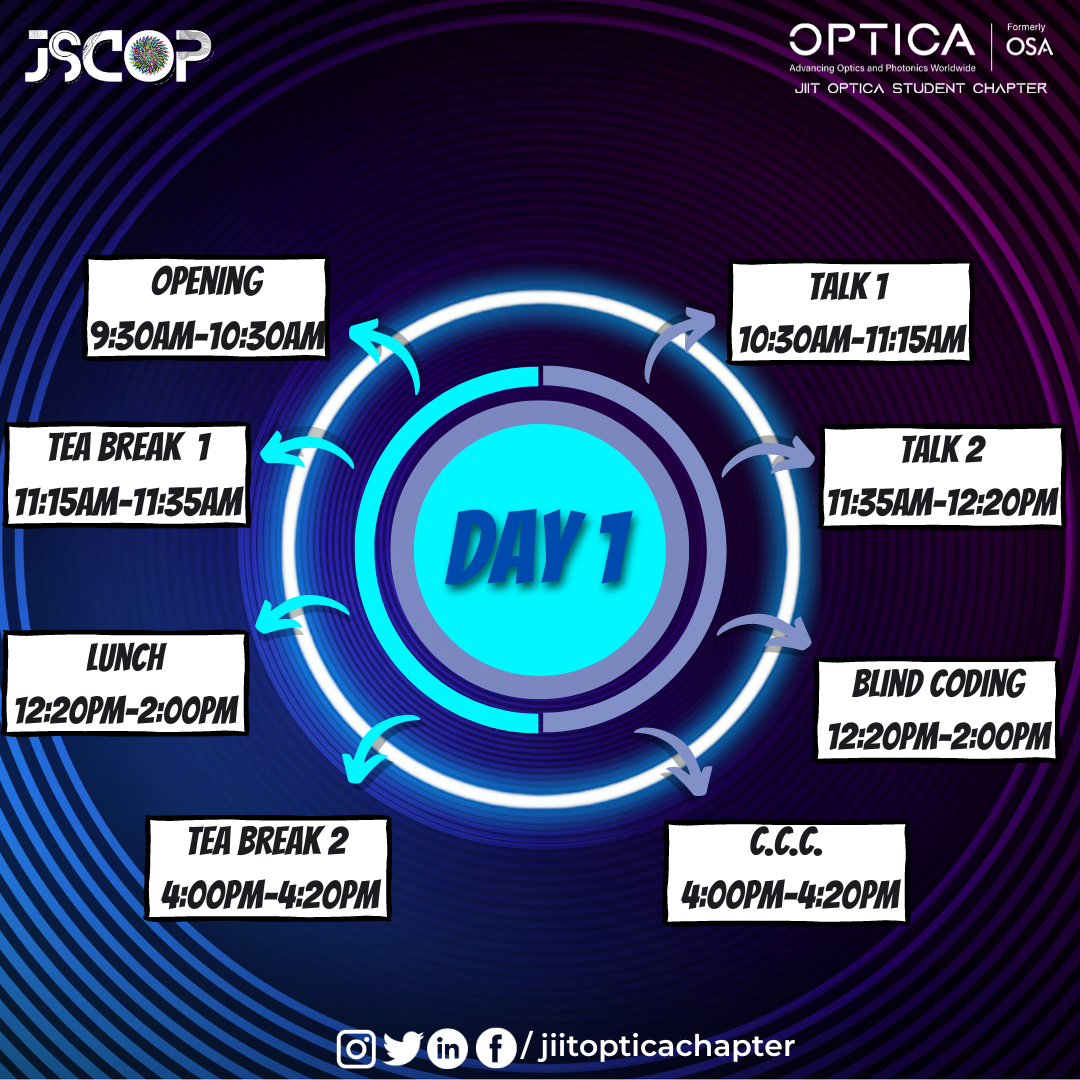 JSCOP
OPTICA
Formerly
OSA
Advancing Optics and Photonics Worldwide
JIIT OPTICA STUDENT CHAPTER
OPENING
9:30AM-10:30AM
TALK 1
10:30AM-11:15AM
TEA BREAK 1
11:15AM-11:35AM
TALK 2
11:35AM-12:20PM
DAY 1
LUNCH
12:20PM-2:00PM
BLIND CODING
12:20PM-2:00PM
TEA BREAK 2
4:00PM-4:20PM
C.C.C.
4:00PM-4:20PM
/ jiitopticachapter